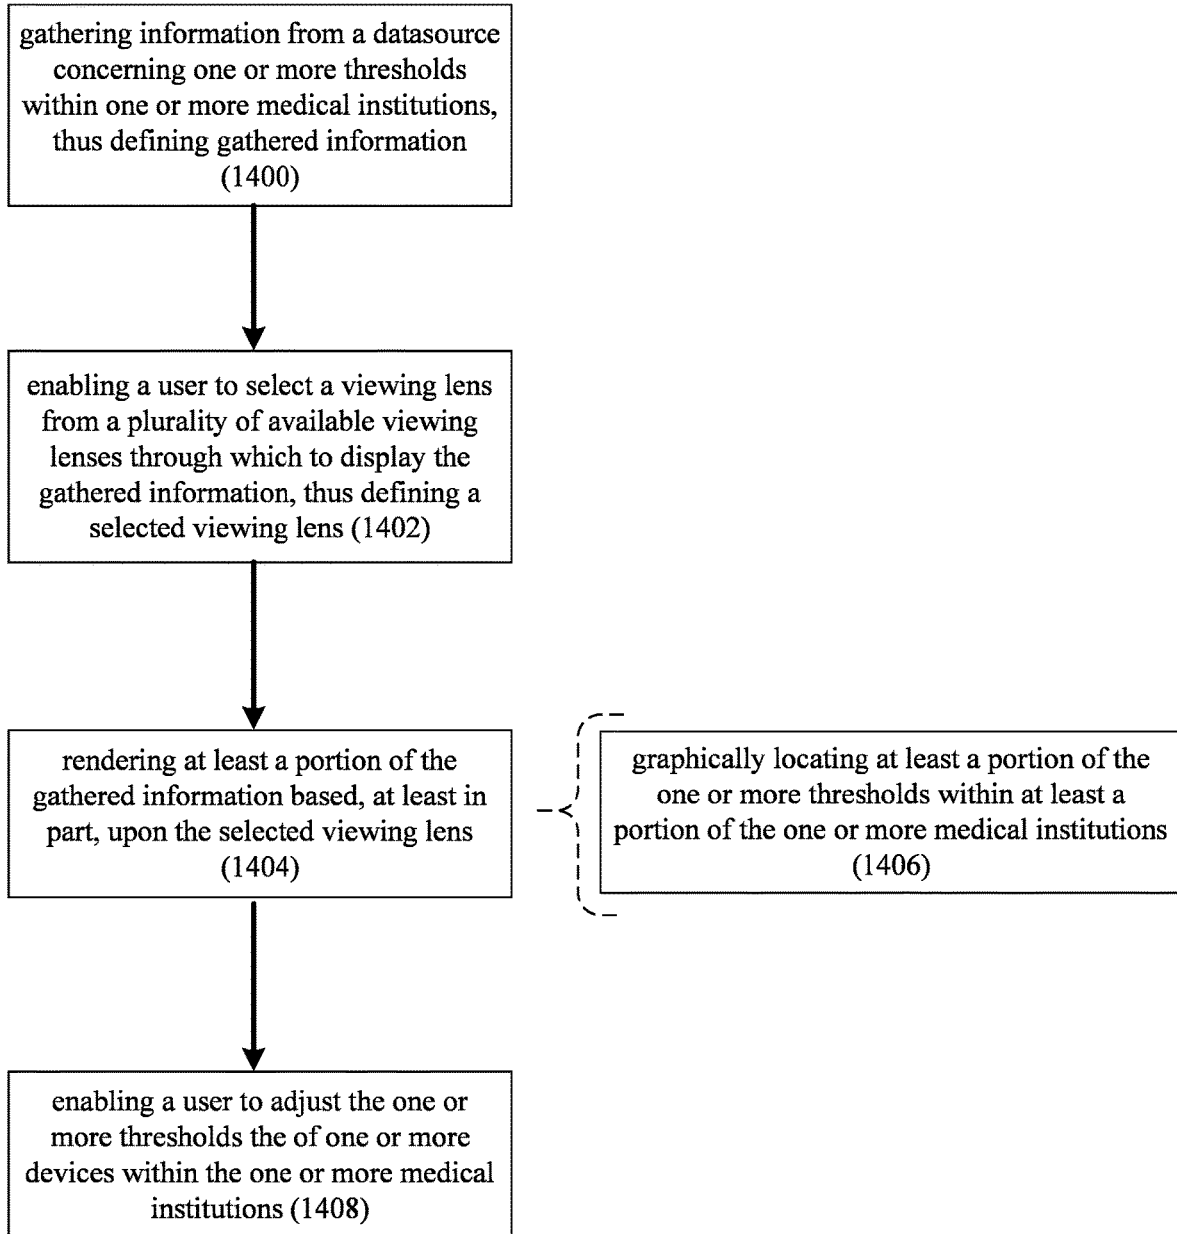 gathering information from a datasource
concerning one or more thresholds
within one or more medical institutions,
thus defining gathered information
(1400)
enabling a user to select a viewing lens
from a plurality of available viewing
lenses through which to display the
gathered information, thus defining a
selected viewing lens (1402)
rendering at least a portion of the
gathered information based, at least in
part, upon the selected viewing lens
(1404)
graphically locating at least a portion of the
one or more thresholds within at least a
portion of the one or more medical institutions
(1406)
enabling a user to adjust the one or
more thresholds the of one or more
devices within the one or more medical
institutions (1408)